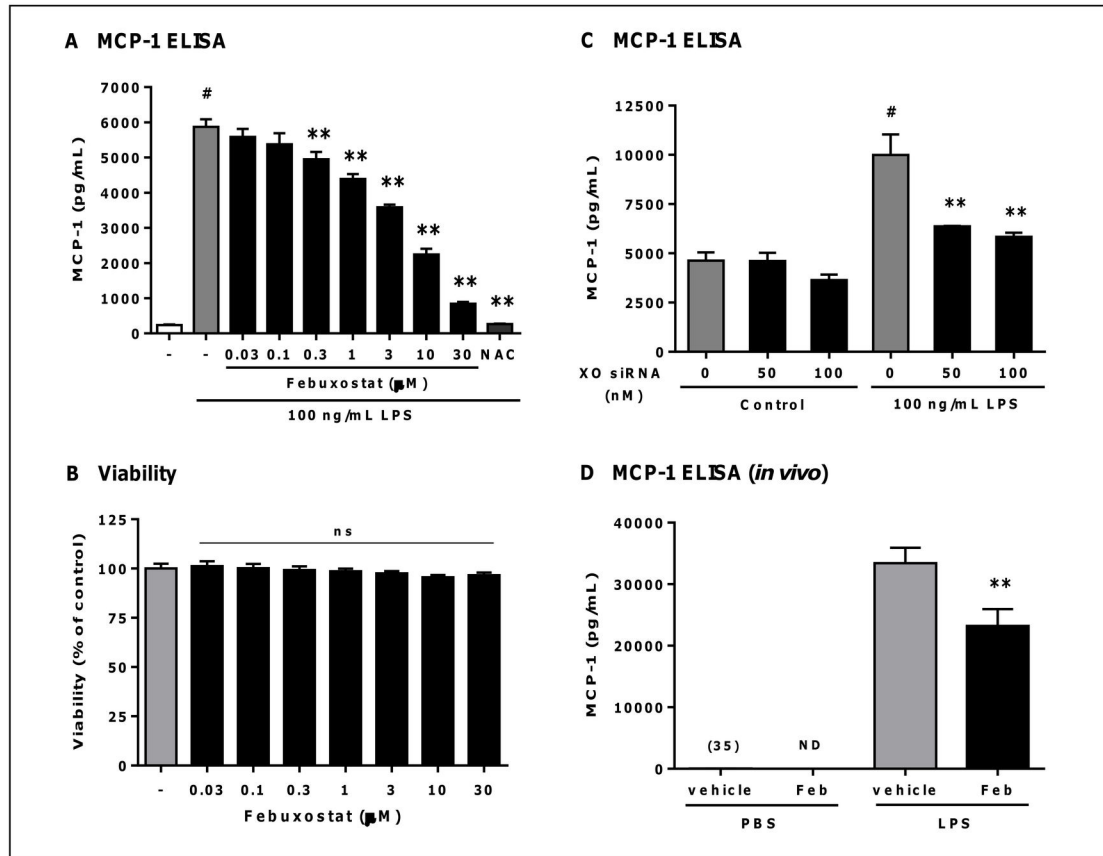 A MCP-1 ELISA
MCP-1 (pg/mL)
7000
6000
5000
4000
3000
2000
1000
0
#
** ** ** ** ** **
- - 0.03 0.1 0.3 1 3 10 30 NAC
Febuxostat (μM)
100 ng/mL LPS
B Viability
Viability (% of control)
125
100
75
50
25
0
ns
- 0.03 0.1 0.3 1 3 10 30
Febuxostat (μM)
C MCP-1 ELISA
MCP-1 (pg/mL)
12500
10000
7500
5000
2500
0
#
** **
XO siRNA 0 50 100 0 50 100
(nM) Control 100 ng/mL LPS
D MCP-1 ELISA (in vivo)
MCP-1 (pg/mL)
40000
30000
20000
10000
0
**
(35) ND
vehicle Feb vehicle Feb
PBS LPS